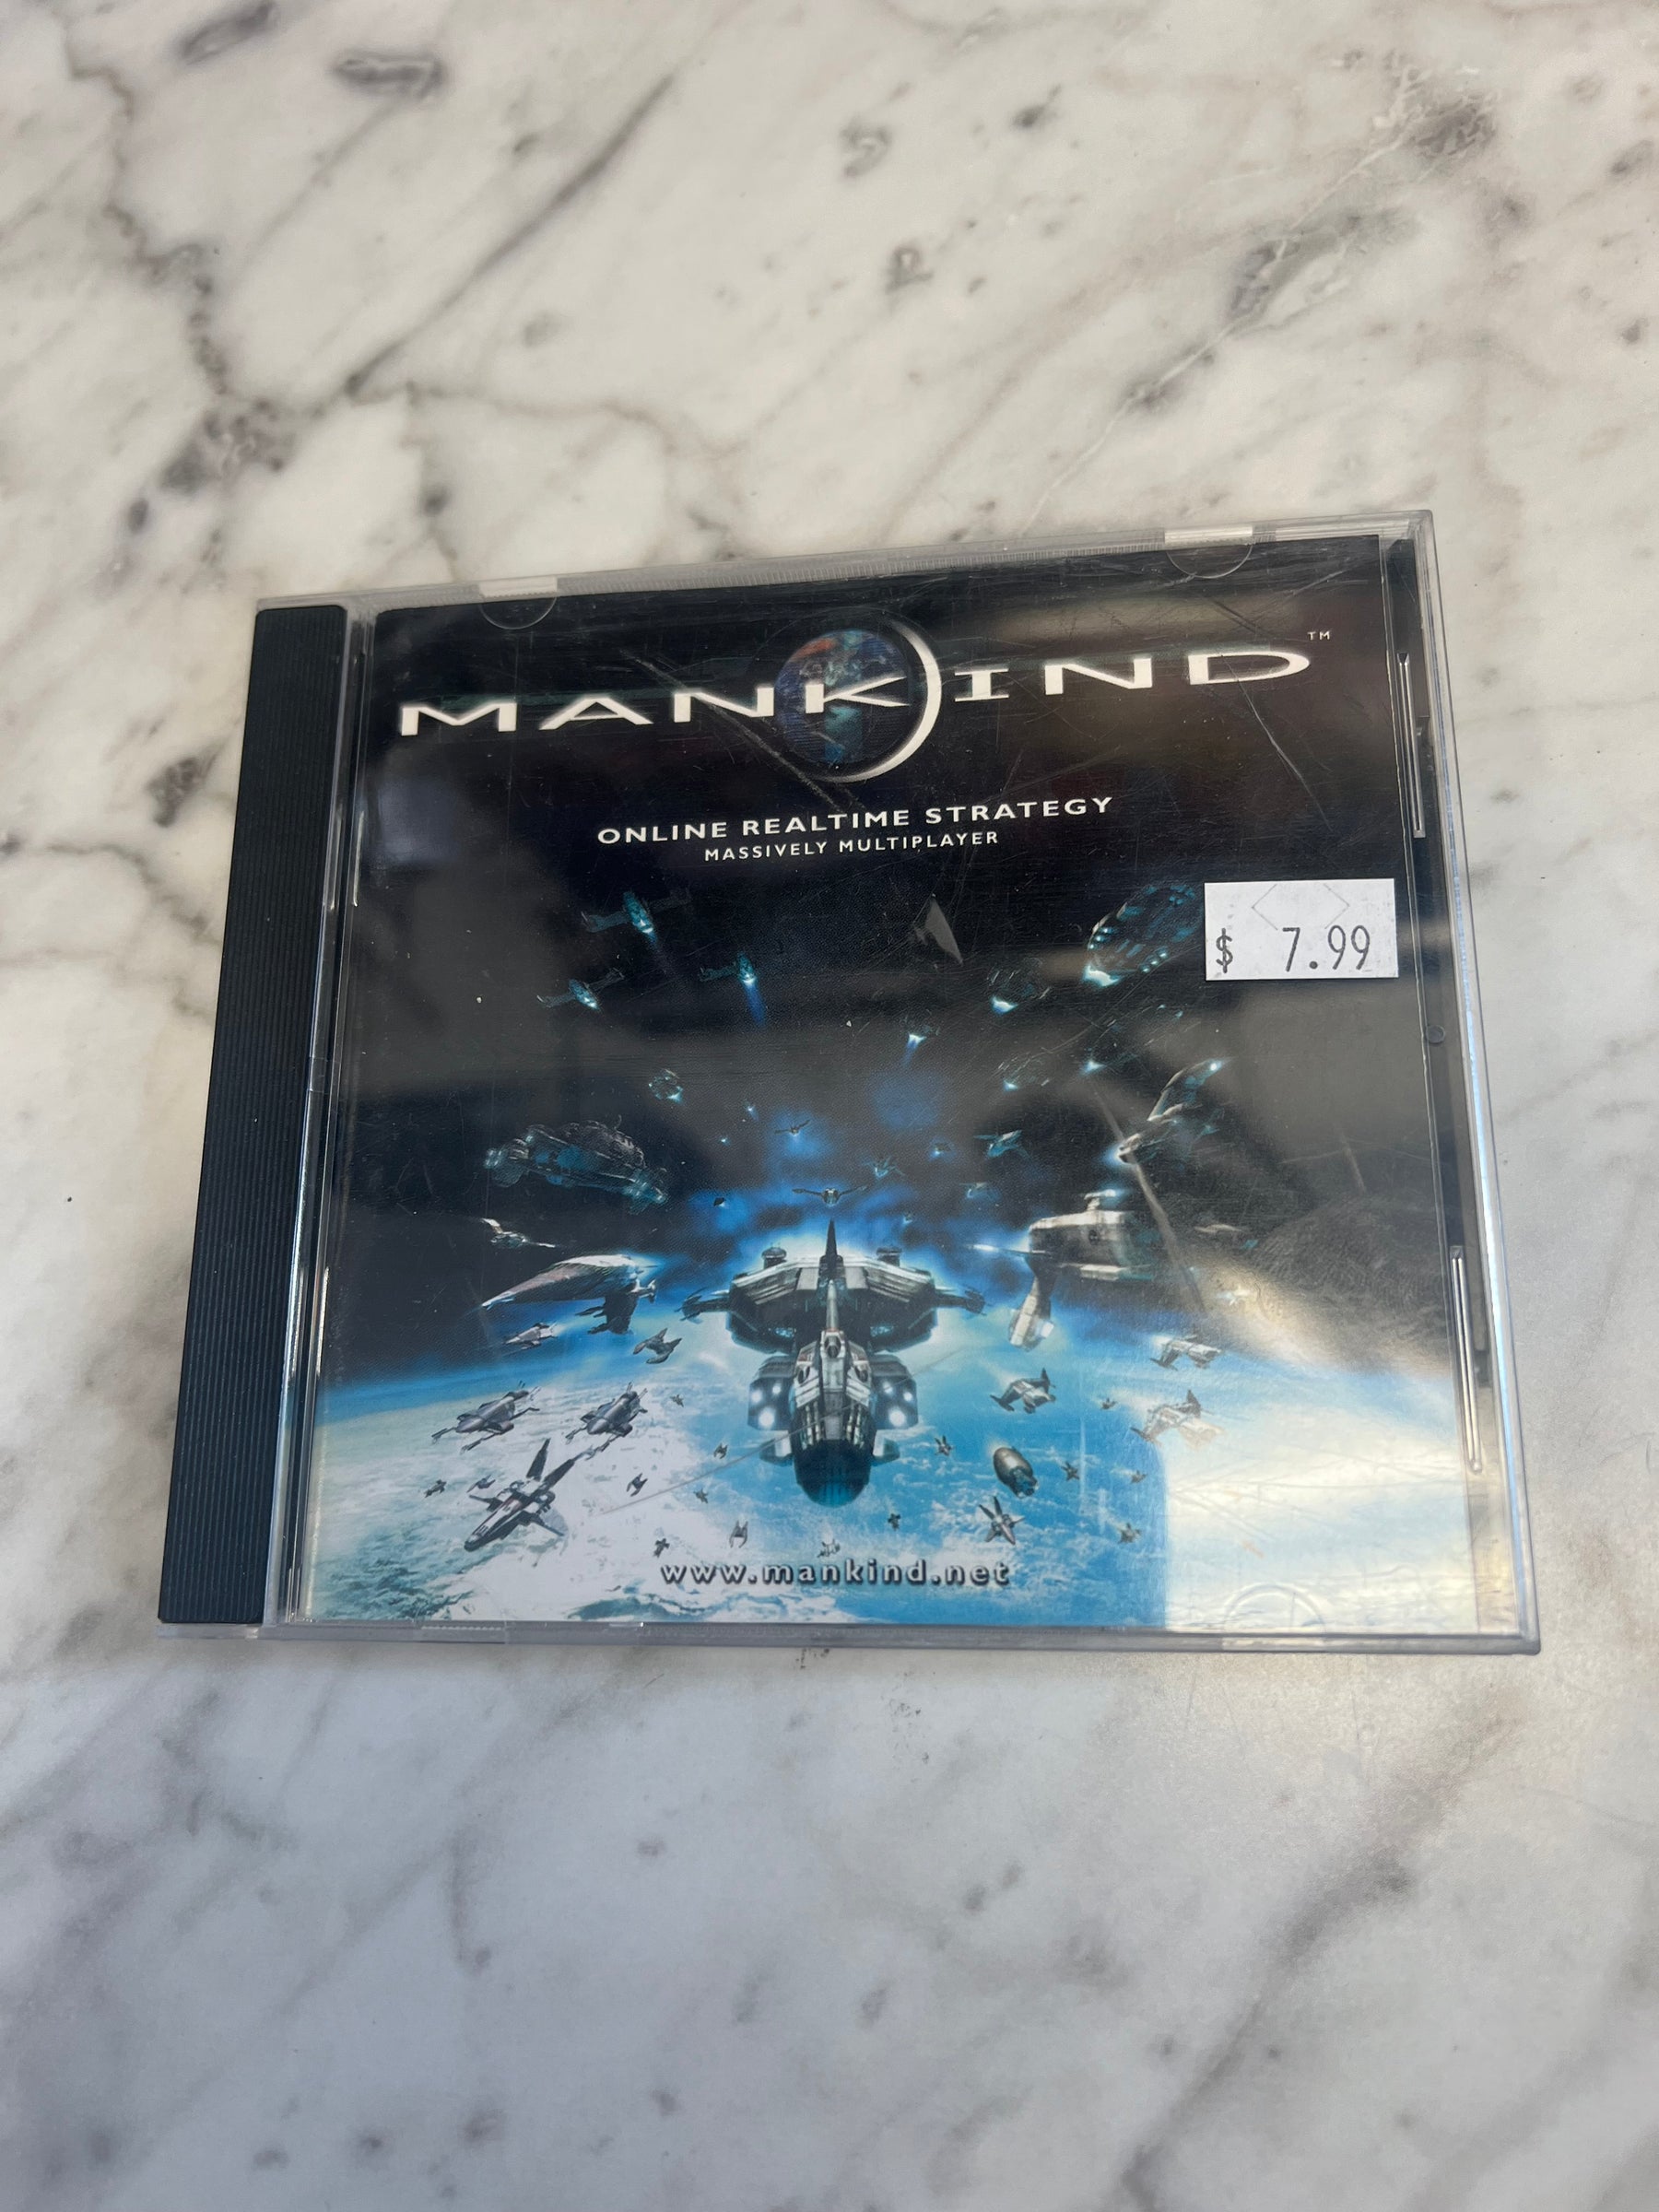 MANKIND™
ONLINE REALTIME STRATEGY
MASSIVELY MULTIPLAYER
$ 7.99
www.mankind.net